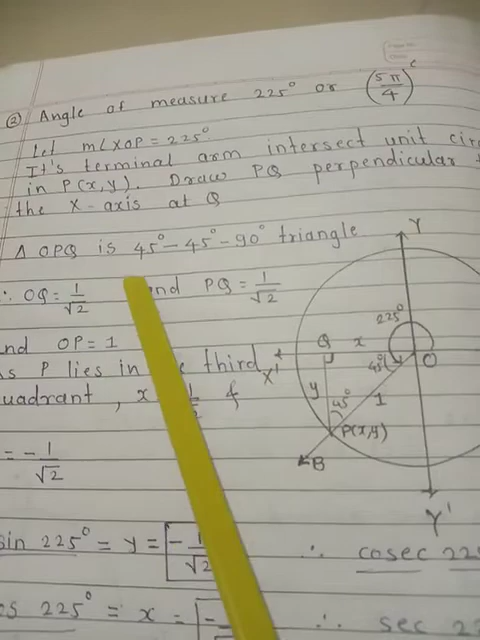 ② Angle of measure 225° or (5π/4)ᶜ
Let m∠XOP = 225°
It's terminal arm intersect unit
in P(x,y). Draw PQ perpendicular
the X-axis at Q
Δ OPQ is 45°-45°-90° triangle
∴ OQ = 1/√2 and PQ = 1/√2
and OP = 1
P lies in third
quadrant, x
= -1/√2
sin 225° = y = -1/√2 ∴ cosec 22
225° = x = ∴ sec
Y
225°
Q x
45° O
X'
y 45° 1
P(x,y)
B
Y'